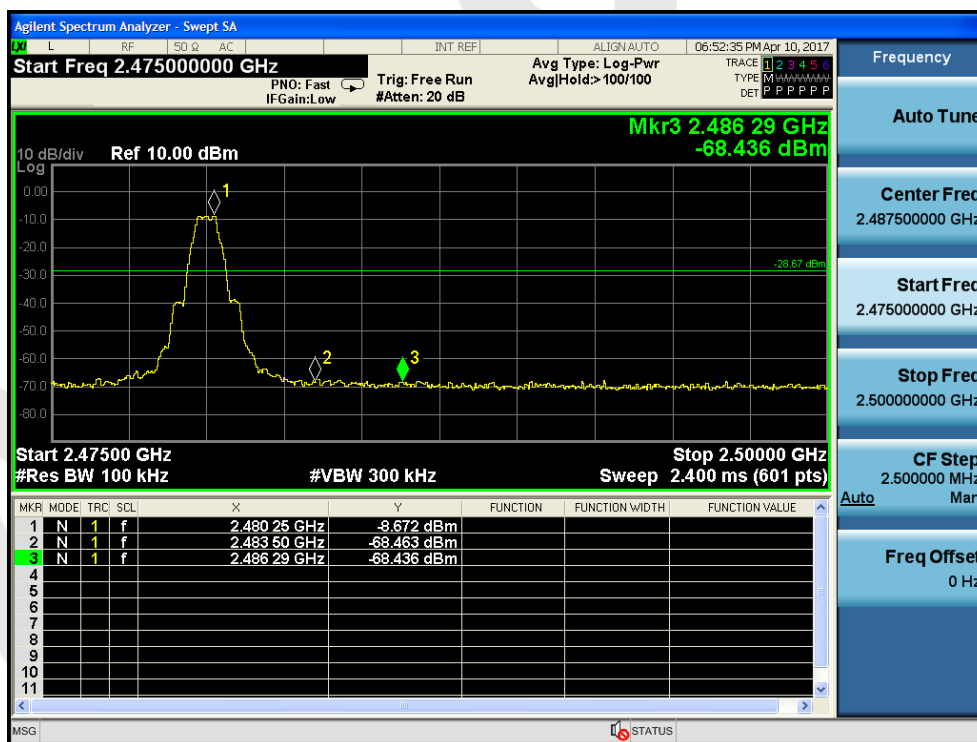 Agilent Spectrum Analyzer - Swept SA
LXI L RF 50 Ω AC INT REF ALIGN AUTO 06:52:35 PM Apr 10, 2017
Start Freq 2.475000000 GHz
PNO: Fast
IFGain:Low
Trig: Free Run
#Atten: 20 dB
Avg Type: Log-Pwr
Avg|Hold:>100/100
TRACE 1 2 3 4 5 6
TYPE M
DET P P P P P P
Mkr3 2.486 29 GHz
-68.436 dBm
10 dB/div Ref 10.00 dBm
Log
0.00
-10.0
-20.0
-30.0
-40.0
-50.0
-60.0
-70.0
-80.0
1
2
3
-28.67 dBm
Start 2.47500 GHz Stop 2.50000 GHz
#Res BW 100 kHz #VBW 300 kHz Sweep 2.400 ms (601 pts)
MKR MODE TRC SCL X Y FUNCTION FUNCTION WIDTH FUNCTION VALUE
1 N 1 f 2.480 25 GHz -8.672 dBm
2 N 1 f 2.483 50 GHz -68.463 dBm
3 N 1 f 2.486 29 GHz -68.436 dBm
4
5
6
7
8
9
10
11
MSG STATUS
Frequency
Auto Tune
Center Freq
2.487500000 GHz
Start Freq
2.475000000 GHz
Stop Freq
2.500000000 GHz
CF Step
2.500000 MHz
Auto Man
Freq Offset
0 Hz